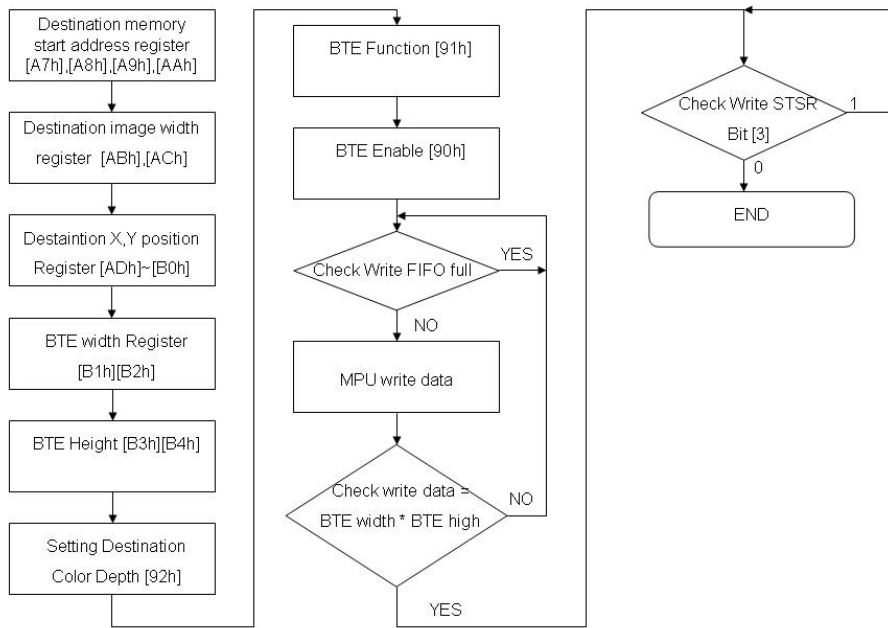 Destination memory
start address register
[A7h],[A8h],[A9h],[AAh]
Destination image width
register [ABh],[ACh]
Destaintion X,Y position
Register [ADh]~[B0h]
BTE width Register
[B1h][B2h]
BTE Height [B3h][B4h]
Setting Destination
Color Depth [92h]
BTE Function [91h]
BTE Enable [90h]
Check Write FIFO full
YES
NO
MPU write data
Check write data =
BTE width * BTE high
NO
YES
Check Write STSR
Bit [3]
1
0
END